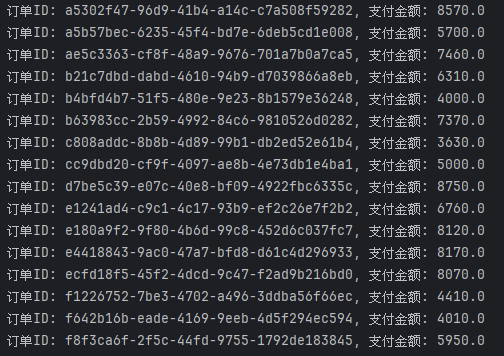 订单ID: a5302f47-96d9-41b4-a14c-c7a508f59282, 支付金额: 8570.0
订单ID: a5b57bec-6235-45f4-bd7e-6deb5cd1e008, 支付金额: 5700.0
订单ID: ae5c3363-cf8f-48a9-9676-701a7b0a7ca5, 支付金额: 7460.0
订单ID: b21c7dbd-dabd-4610-94b9-d7039866a8eb, 支付金额: 6310.0
订单ID: b4bfd4b7-51f5-480e-9e23-8b1579e36248, 支付金额: 4000.0
订单ID: b63983cc-2b59-4992-84c6-9810526d0282, 支付金额: 7370.0
订单ID: c808addc-8b8b-4d89-99b1-db2ed52e61b4, 支付金额: 3630.0
订单ID: cc9dbd20-cf9f-4097-ae8b-4e73db1e4ba1, 支付金额: 5000.0
订单ID: d7be5c39-e07c-40e8-bf09-4922fbc6335c, 支付金额: 8750.0
订单ID: e1241ad4-c9c1-4c17-93b9-ef2c26e7f2b2, 支付金额: 6760.0
订单ID: e180a9f2-9f80-4b6d-99c8-452d6c037fc7, 支付金额: 8120.0
订单ID: e4418843-9ac0-47a7-bfd8-d61c4d296933, 支付金额: 8170.0
订单ID: ecfd18f5-45f2-4dcd-9c47-f2ad9b216bd0, 支付金额: 8070.0
订单ID: f1226752-7be3-4702-a496-3ddba56f66ec, 支付金额: 4410.0
订单ID: f642b16b-eade-4169-9eeb-4d5f294ec594, 支付金额: 4010.0
订单ID: f8f3ca6f-2f5c-44fd-9755-1792de183845, 支付金额: 5950.0